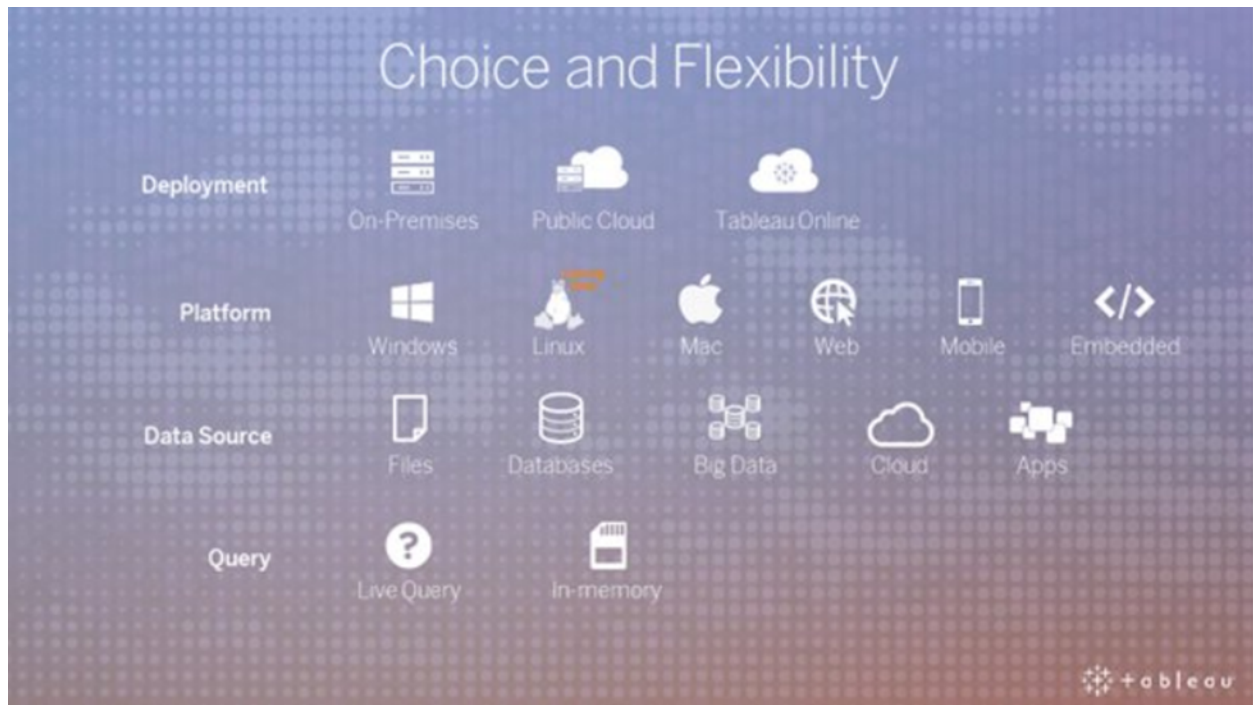 Choice and Flexibility
Deployment
On-Premises Public Cloud Tableau Online
Platform
Windows Linux Mac Web Mobile Embedded
Data Source
Files Databases Big Data Cloud Apps
Query
Live Query In-memory
+ableau